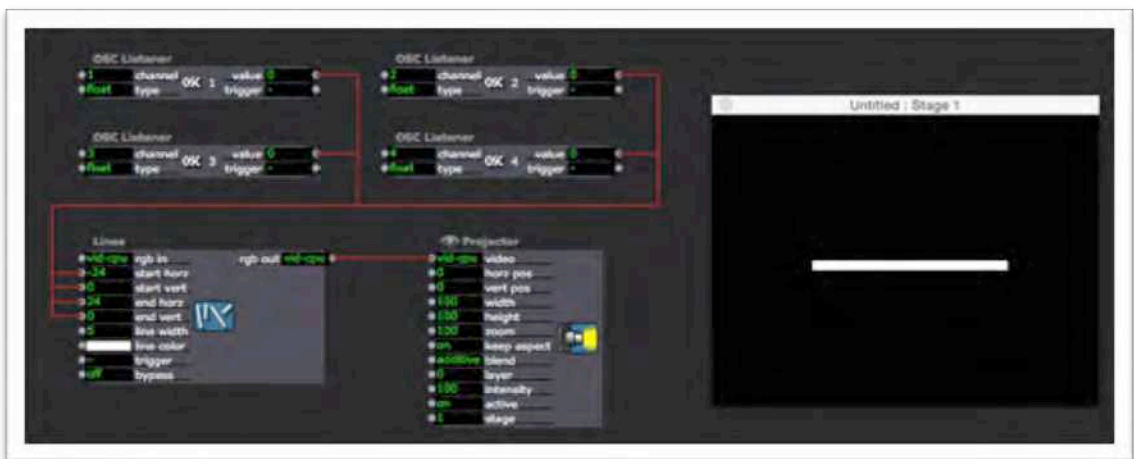 OSC Listener
1 channel OK 1 value 0
float type trigger -
OSC Listener
2 channel OK 2 value 0
float type trigger -
OSC Listener
3 channel OK 3 value 0
float type trigger -
OSC Listener
4 channel OK 4 value 0
float type trigger -
Lines
vid-cpu rgb in rgb out vid-cpu
-24 start horz
0 start vert
24 end horz
0 end vert
5 line width
line color
- trigger
off bypass
Projector
vid-cpu video
0 horz pos
0 vert pos
100 width
100 height
100 zoom
on keep aspect
additive blend
0 layer
100 intensity
on active
1 stage
Untitled : Stage 1